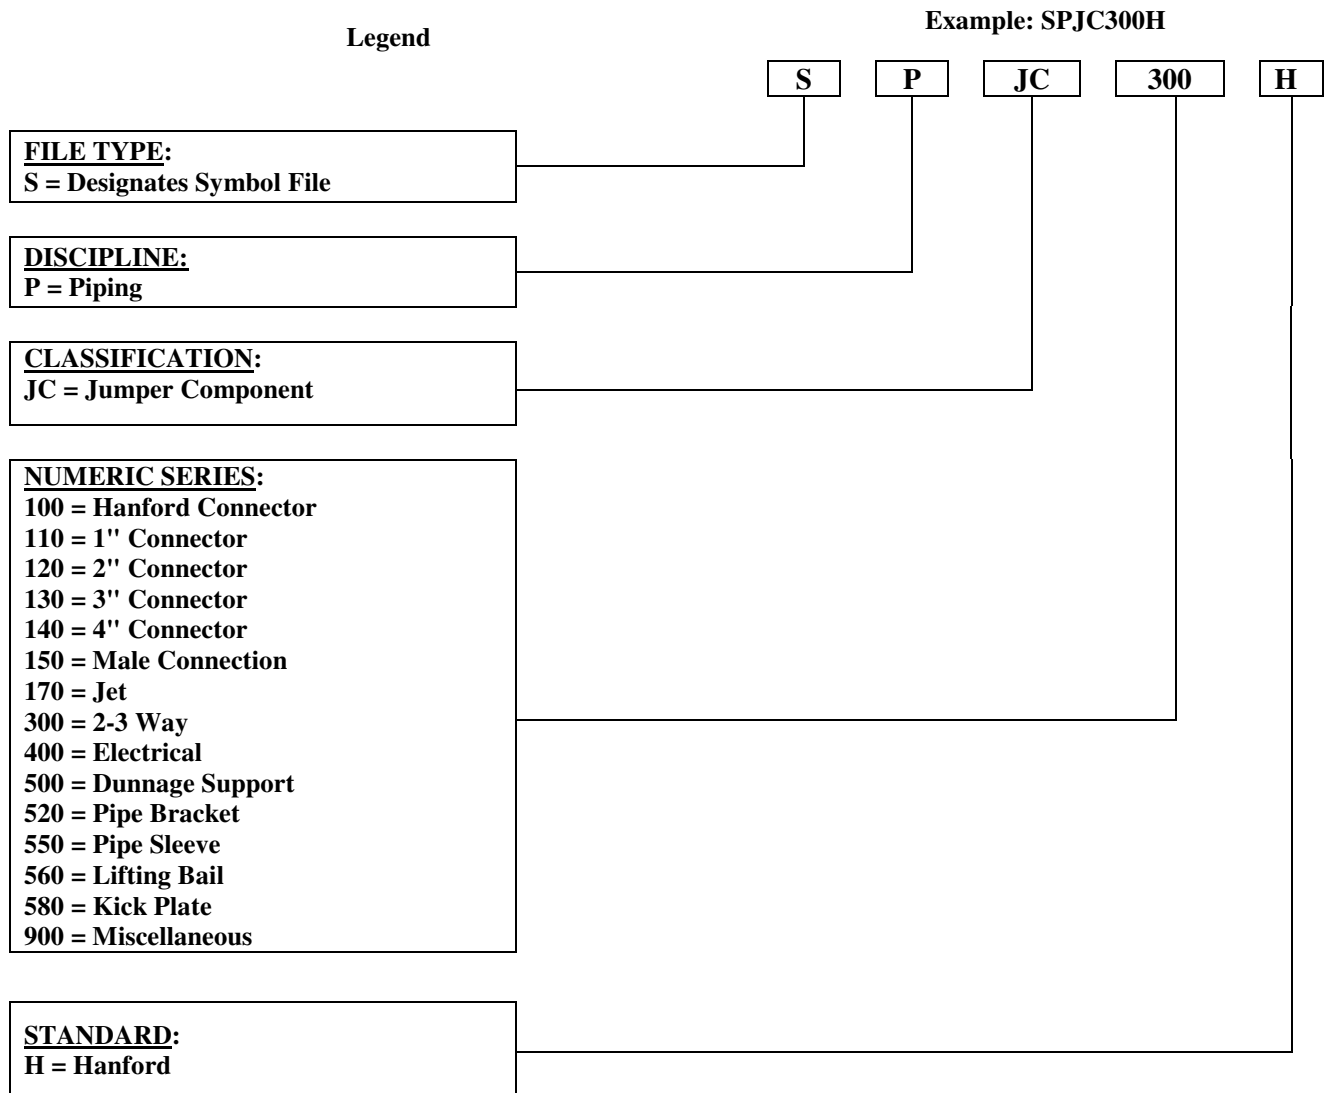 Legend
Example: SPJC300H
S P JC 300 H
FILE TYPE:
S = Designates Symbol File
DISCIPLINE:
P = Piping
CLASSIFICATION:
JC = Jumper Component
NUMERIC SERIES:
100 = Hanford Connector
110 = 1" Connector
120 = 2" Connector
130 = 3" Connector
140 = 4" Connector
150 = Male Connection
170 = Jet
300 = 2-3 Way
400 = Electrical
500 = Dunnage Support
520 = Pipe Bracket
550 = Pipe Sleeve
560 = Lifting Bail
580 = Kick Plate
900 = Miscellaneous
STANDARD:
H = Hanford